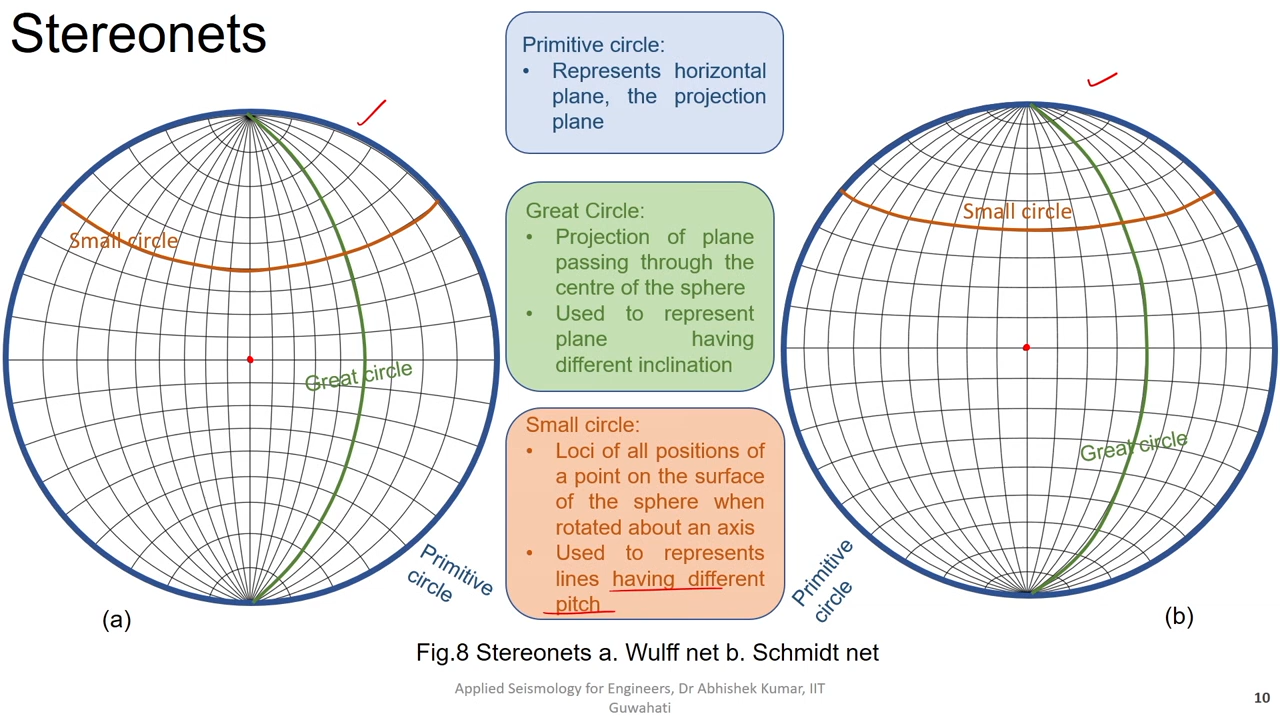 Stereonets
Primitive circle:
• Represents horizontal
plane, the projection
plane
Great Circle:
• Projection of plane
passing through the
centre of the sphere
• Used to represent
plane having
different inclination
Small circle:
• Loci of all positions of
a point on the surface
of the sphere when
rotated about an axis
• Used to represents
lines having different
pitch
Small circle
Great circle
Primitive
circle
(a)
Small circle
Great circle
Primitive
circle
(b)
Fig.8 Stereonets a. Wulff net b. Schmidt net
Applied Seismology for Engineers, Dr Abhishek Kumar, IIT
Guwahati
10